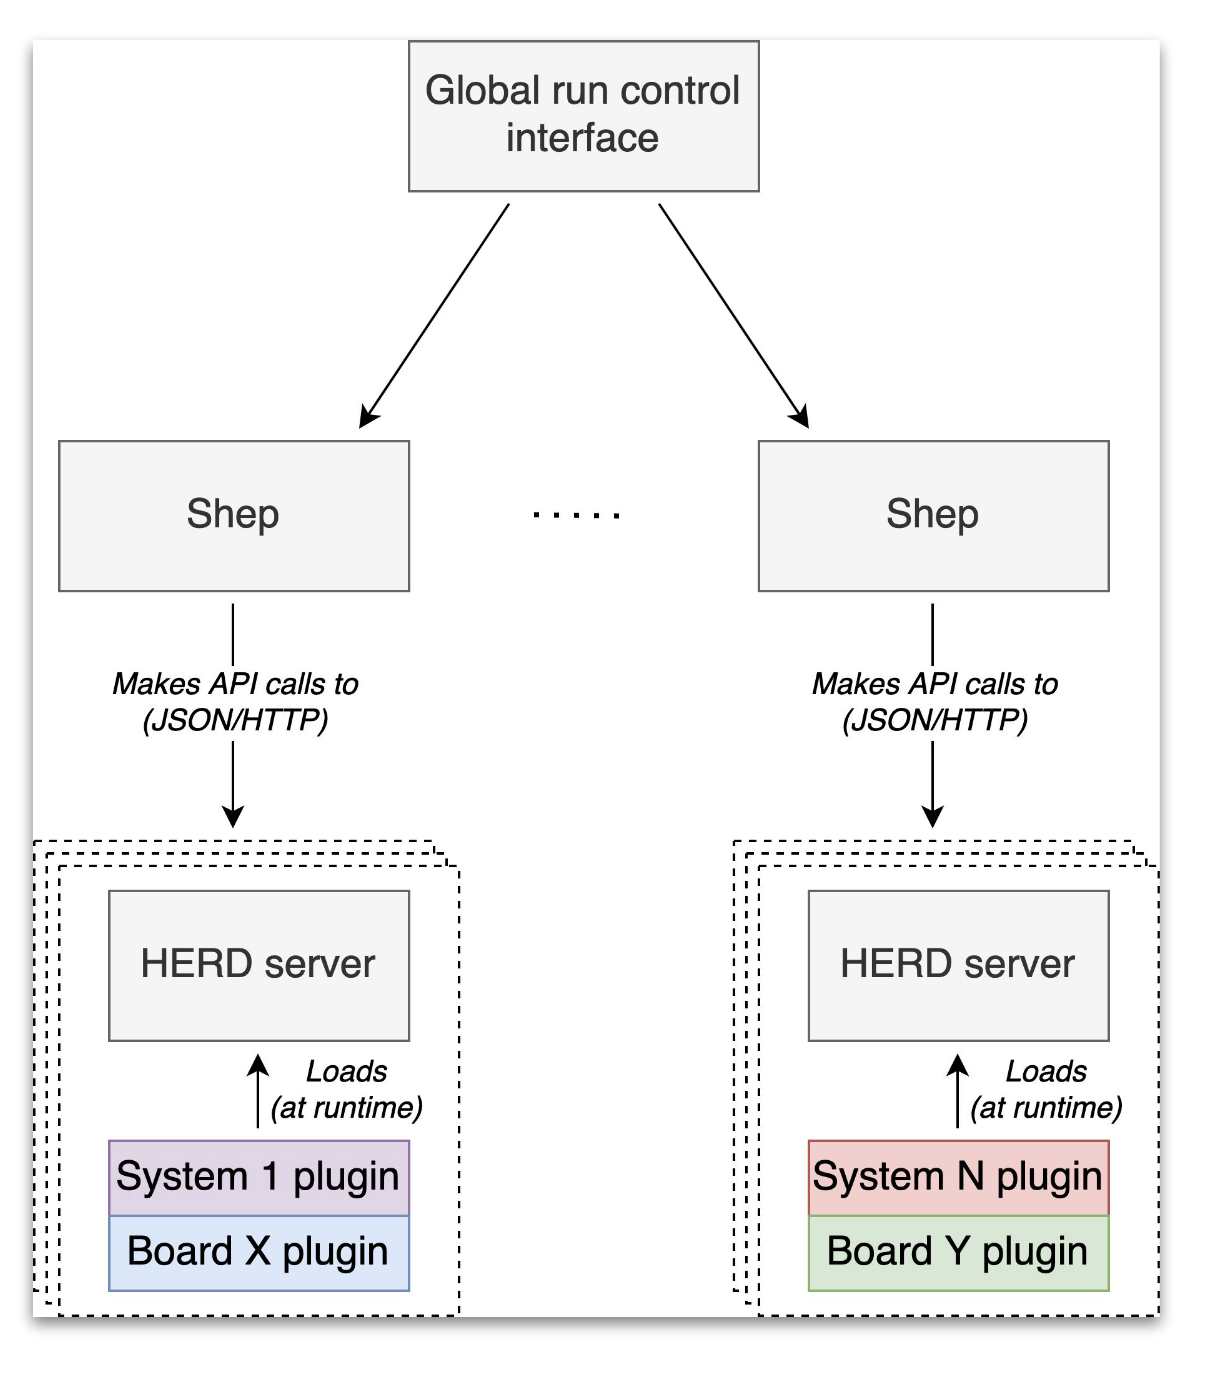 Global run control
interface
Shep
.....
Shep
Makes API calls to
(JSON/HTTP)
Makes API calls to
(JSON/HTTP)
HERD server
HERD server
Loads
(at runtime)
Loads
(at runtime)
System 1 plugin
System N plugin
Board X plugin
Board Y plugin